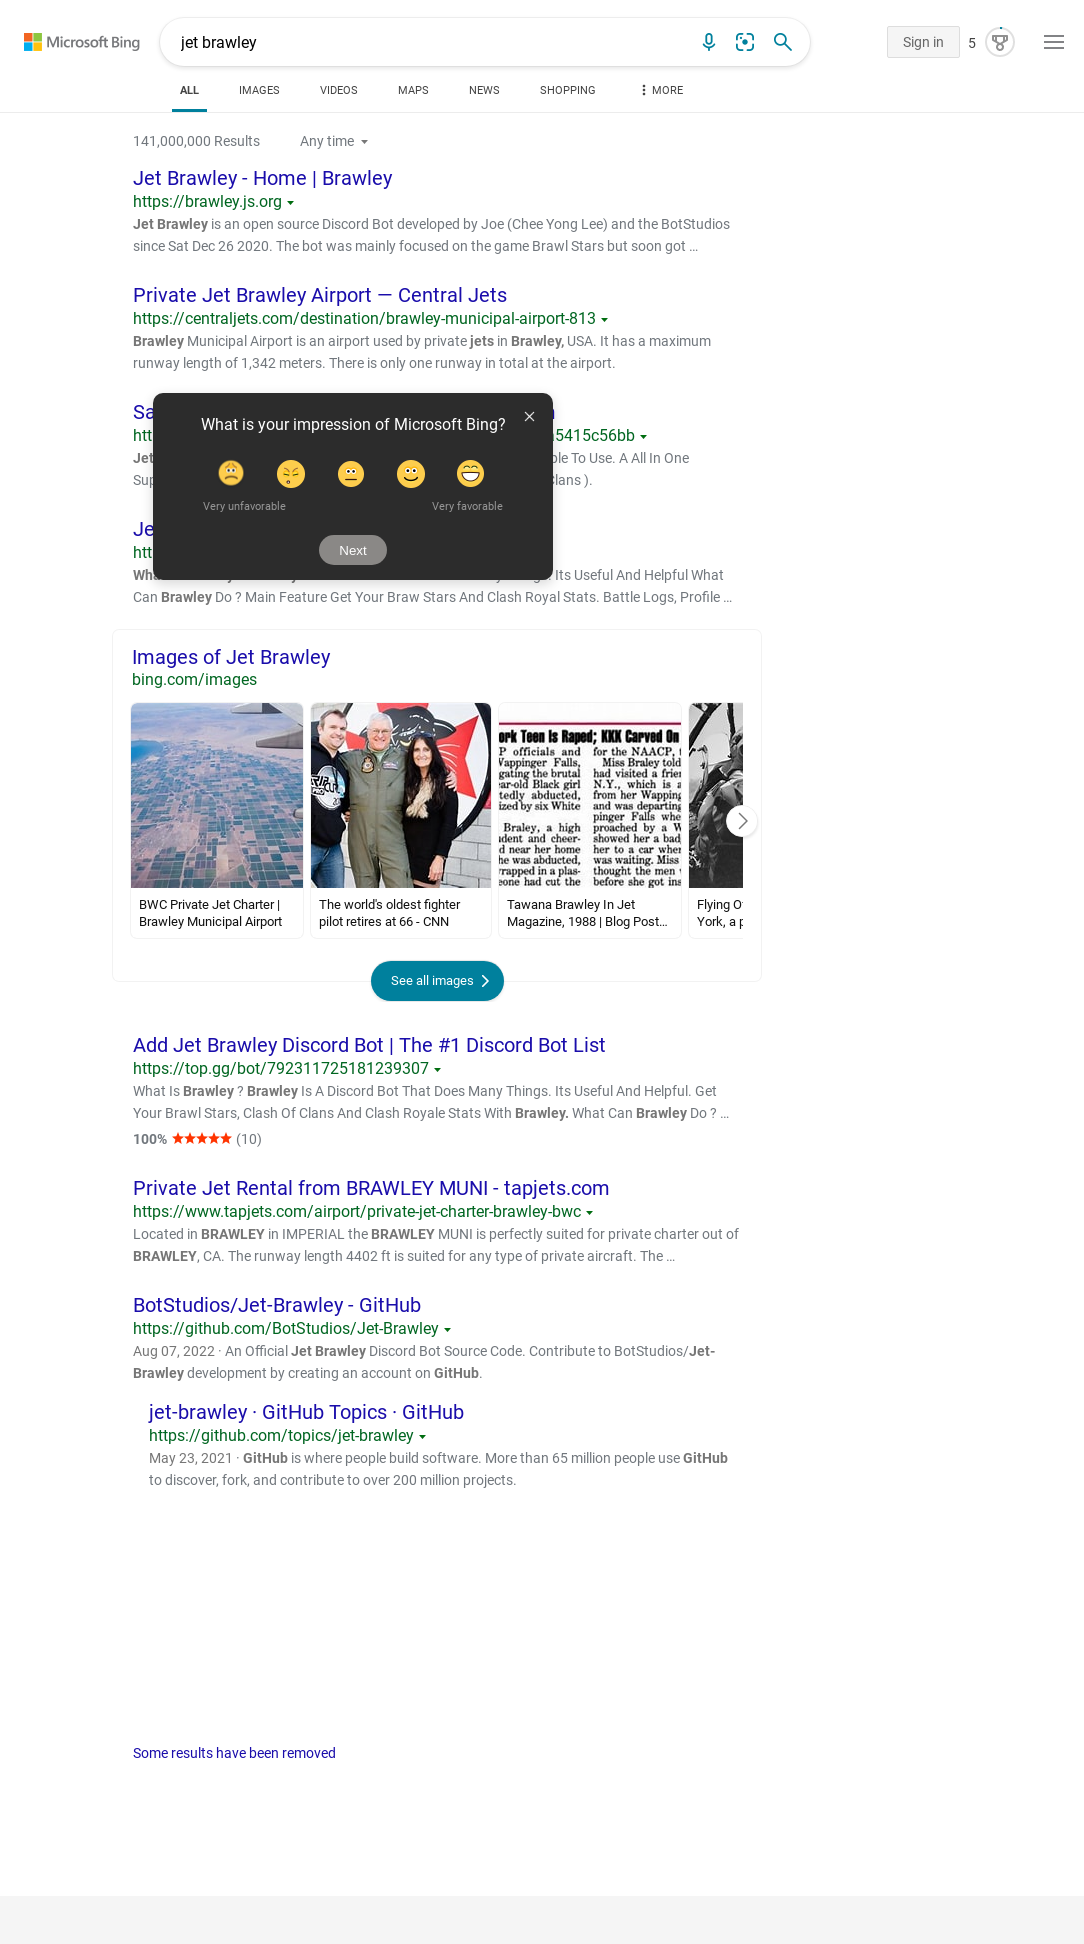 Microsoft Bing
jet brawley
Sign in
5
ALL
IMAGES
VIDEOS
MAPS
NEWS
SHOPPING
MORE
141,000,000 Results
Any time
Jet Brawley - Home | Brawley
https://brawley.js.org
Jet Brawley is an open source Discord Bot developed by Joe (Chee Yong Lee) and the BotStudios
since Sat Dec 26 2020. The bot was mainly focused on the game Brawl Stars but soon got ...
Private Jet Brawley Airport — Central Jets
https://centraljets.com/destination/brawley-municipal-airport-813
Brawley Municipal Airport is an airport used by private jets in Brawley, USA. It has a maximum
runway length of 1,342 meters. There is only one runway in total at the airport.
What is your impression of Microsoft Bing?
Very unfavorable
Very favorable
Next
5415c56bb
Jet
To Use. A All In One
Clans ).
Its Useful And Helpful What
Can Brawley Do ? Main Feature Get Your Braw Stars And Clash Royal Stats. Battle Logs, Profile ...
Images of Jet Brawley
bing.com/images
ork Teen Is Raped; KKK Carved On
P officials and
Wappinger Falls,
gating the brutal
ear-old Black girl
tedly abducted,
ized by six White
Braley, a high
dent and cheer-
d near her home
he was abducted,
wrapped in a plas-
eone had cut the
for the NAACP, t
Miss Braley told
had visited a frie
N.Y., which is a
from her Wapping
and was departing
pinger Falls whe
proached by a W
showed her a bad
her to a car wher
was waiting. Miss
thought the men
before she got ins
BWC Private Jet Charter |
Brawley Municipal Airport
The world's oldest fighter
pilot retires at 66 - CNN
Tawana Brawley In Jet
Magazine, 1988 | Blog Post...
Flying O
York, a p
See all images
Add Jet Brawley Discord Bot | The #1 Discord Bot List
https://top.gg/bot/792311725181239307
What Is Brawley ? Brawley Is A Discord Bot That Does Many Things. Its Useful And Helpful. Get
Your Brawl Stars, Clash Of Clans And Clash Royale Stats With Brawley. What Can Brawley Do ? ...
100% ★★★★★ (10)
Private Jet Rental from BRAWLEY MUNI - tapjets.com
https://www.tapjets.com/airport/private-jet-charter-brawley-bwc
Located in BRAWLEY in IMPERIAL the BRAWLEY MUNI is perfectly suited for private charter out of
BRAWLEY, CA. The runway length 4402 ft is suited for any type of private aircraft. The ...
BotStudios/Jet-Brawley - GitHub
https://github.com/BotStudios/Jet-Brawley
Aug 07, 2022 · An Official Jet Brawley Discord Bot Source Code. Contribute to BotStudios/Jet-
Brawley development by creating an account on GitHub.
jet-brawley · GitHub Topics · GitHub
https://github.com/topics/jet-brawley
May 23, 2021 · GitHub is where people build software. More than 65 million people use GitHub
to discover, fork, and contribute to over 200 million projects.
Some results have been removed